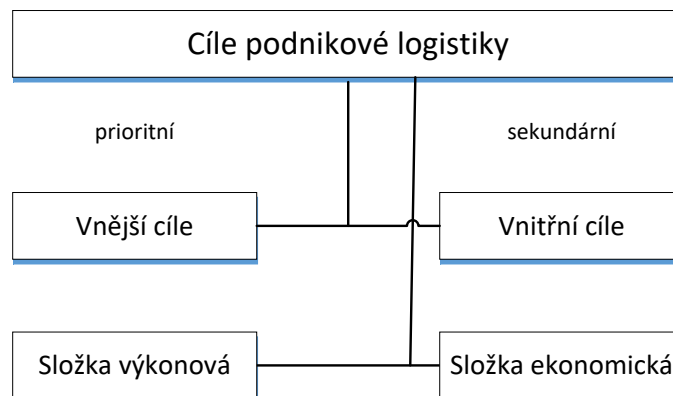 Cíle podnikové logistiky
prioritní
sekundární
Vnější cíle
Vnitřní cíle
Složka výkonová
Složka ekonomická